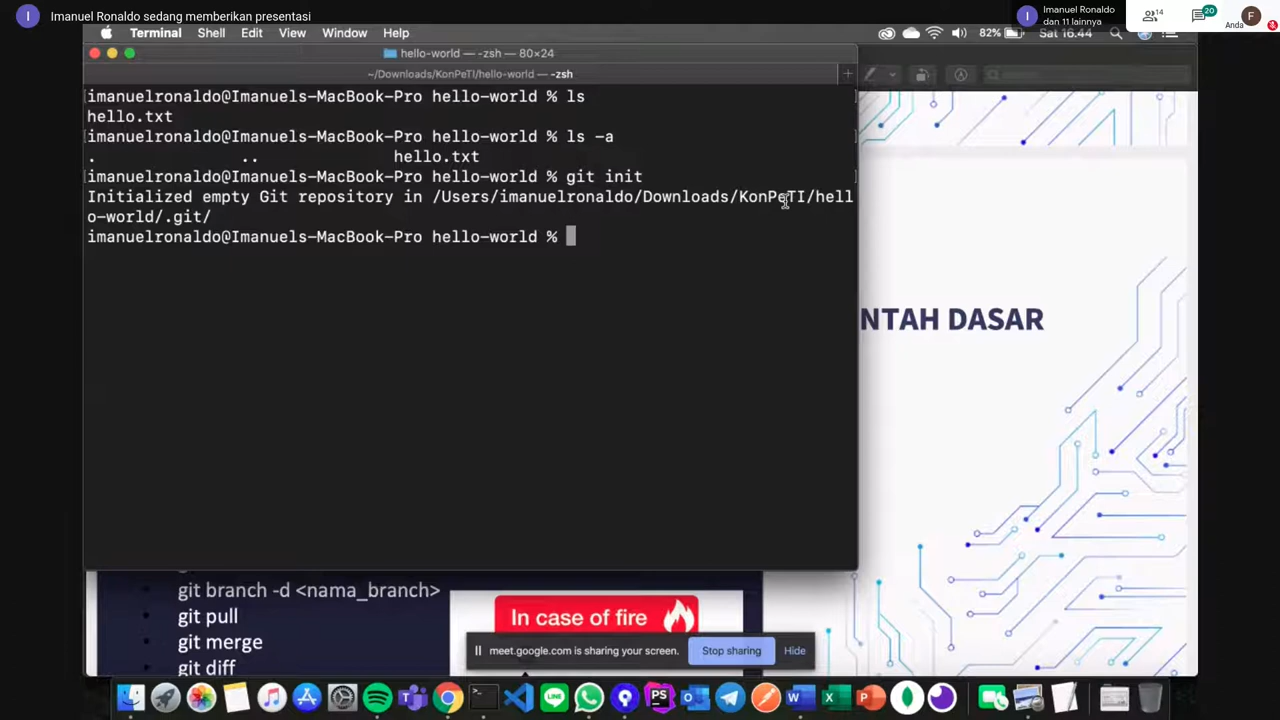 Imanuel Ronaldo sedang memberikan presentasi
Imanuel Ronaldo
dan 11 lainnya
14
20
Anda
F
Terminal Shell Edit View Window Help
82% Sat 16.44
hello-world — -zsh — 80×24
~/Downloads/KonPeTI/hello-world — -zsh
imanuelronaldo@Imanuels-MacBook-Pro hello-world % ls
hello.txt
imanuelronaldo@Imanuels-MacBook-Pro hello-world % ls -a
. .. hello.txt
imanuelronaldo@Imanuels-MacBook-Pro hello-world % git init
Initialized empty Git repository in /Users/imanuelronaldo/Downloads/KonPeTI/hell
o-world/.git/
imanuelronaldo@Imanuels-MacBook-Pro hello-world %
NTAH DASAR
git branch -d <nama_branch>
git pull
git merge
git diff
In case of fire
meet.google.com is sharing your screen. Stop sharing Hide